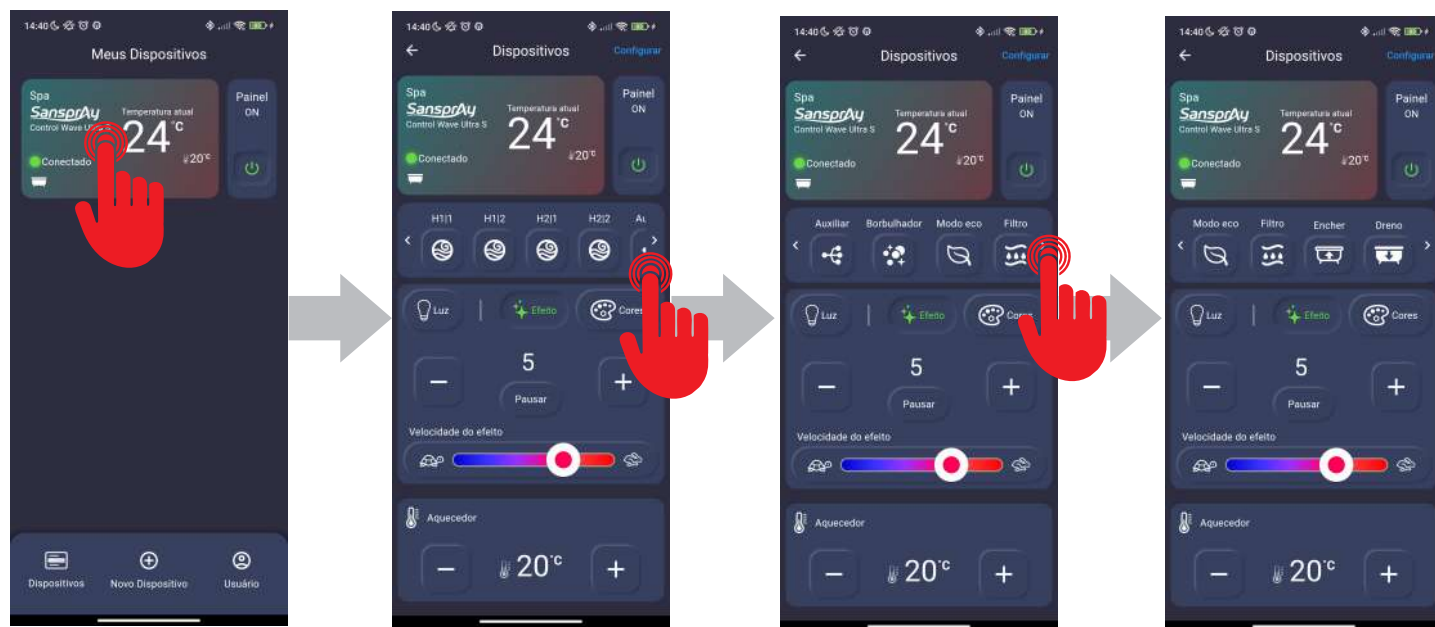 14:40
Meus Dispositivos
Spa
SansprAy
Control Wave Ultra S
Conectado
Temperatura atual
24°C
20°C
Painel
ON
Dispositivos
Novo Dispositivo
Usuário
14:40
Dispositivos
Configurar
Spa
SansprAy
Control Wave Ultra S
Conectado
Temperatura atual
24°C
20°C
Painel
ON
H1|1 H1|2 H2|1 H2|2
Luz
Efeito
Cores
5
Pausar
Velocidade do efeito
Aquecedor
20°C
14:40
Dispositivos
Configurar
Spa
SansprAy
Control Wave Ultra S
Conectado
Temperatura atual
24°C
20°C
Painel
ON
Auxiliar Borbulhador Modo eco Filtro
Luz
Efeito
Cores
5
Pausar
Velocidade do efeito
Aquecedor
20°C
14:40
Dispositivos
Configurar
Spa
SansprAy
Control Wave Ultra S
Conectado
Temperatura atual
24°C
20°C
Painel
ON
Modo eco Filtro Encher Dreno
Luz
Efeito
Cores
5
Pausar
Velocidade do efeito
Aquecedor
20°C